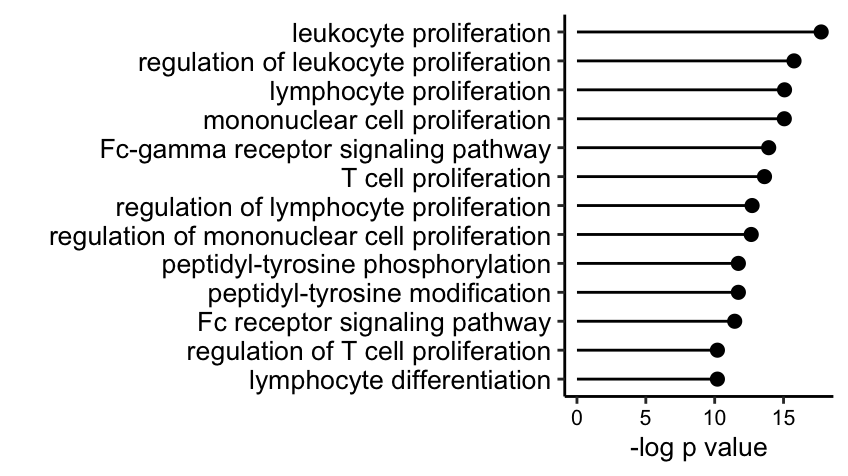 leukocyte proliferation
regulation of leukocyte proliferation
lymphocyte proliferation
mononuclear cell proliferation
Fc-gamma receptor signaling pathway
T cell proliferation
regulation of lymphocyte proliferation
regulation of mononuclear cell proliferation
peptidyl-tyrosine phosphorylation
peptidyl-tyrosine modification
Fc receptor signaling pathway
regulation of T cell proliferation
lymphocyte differentiation
0 5 10 15
-log p value